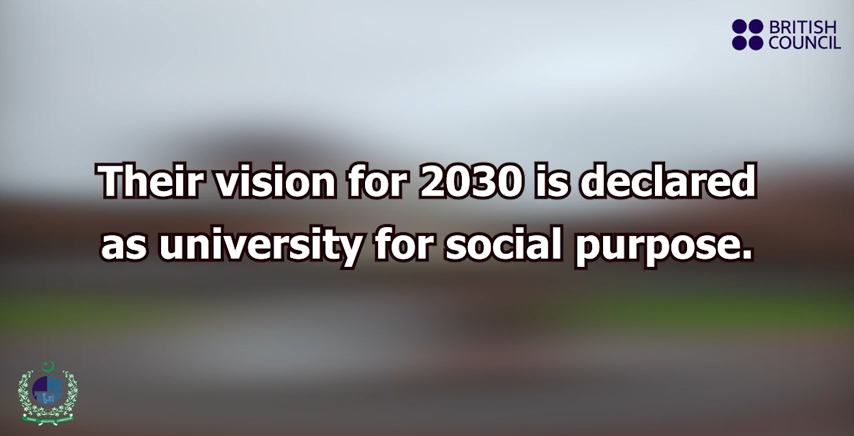 BRITISH
COUNCIL
Their vision for 2030 is declared
as university for social purpose.